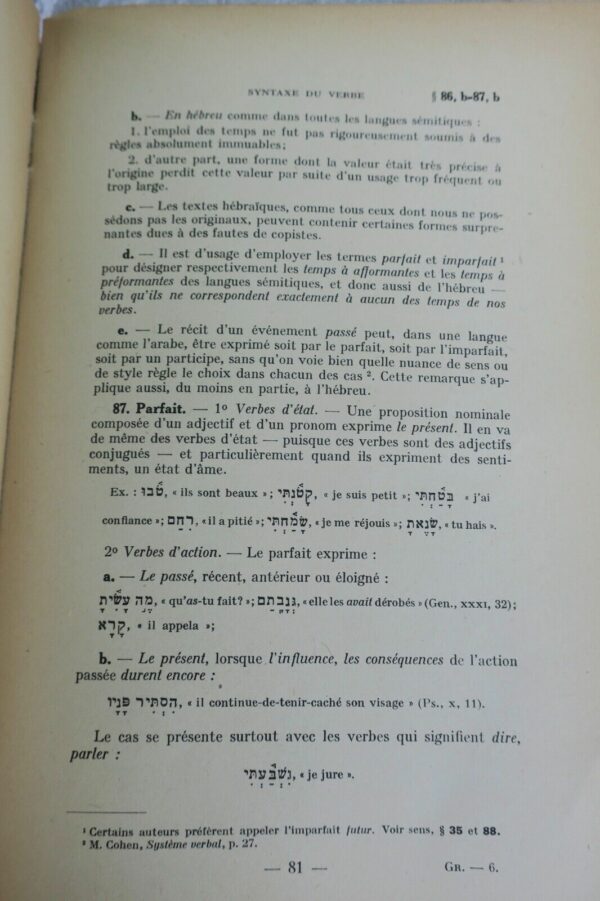 SYNTAXE DU VERBE § 86, b-87, b
b. — En hébreu comme dans toutes les langues sémitiques :
1. l'emploi des temps ne fut pas rigoureusement soumis à des
règles absolument immuables;
2. d'autre part, une forme dont la valeur était très précise à
l'origine perdit cette valeur par suite d'un usage trop fréquent ou
trop large.
c. — Les textes hébraïques, comme tous ceux dont nous ne pos-
sédons pas les originaux, peuvent contenir certaines formes surpre-
nantes dues à des fautes de copistes.
d. — Il est d'usage d'employer les termes parfait et imparfait¹
pour désigner respectivement les temps à afformantes et les temps à
préformantes des langues sémitiques, et donc aussi de l'hébreu —
bien qu'ils ne correspondent exactement à aucun des temps de nos
verbes.
e. — Le récit d'un événement passé peut, dans une langue
comme l'arabe, être exprimé soit par le parfait, soit par l'imparfait,
soit par un participe, sans qu'on voie bien quelle nuance de sens ou
de style règle le choix dans chacun des cas ². Cette remarque s'ap-
plique aussi, du moins en partie, à l'hébreu.
87. Parfait. — 1º Verbes d'état. — Une proposition nominale
composée d'un adjectif et d'un pronom exprime le présent. Il en va
de même des verbes d'état — puisque ces verbes sont des adjectifs
conjugués — et particulièrement quand ils expriment des senti-
ments, un état d'âme.
Ex. : טֹבוּ, « ils sont beaux »; קָטֹנְתִּי, « je suis petit »; בָּטַחְתִּי « j'ai
confiance »; רִחַם, « il a pitié »; שָׂמַחְתִּי, « je me réjouis »; שָׂנֵאתָ, « tu hais ».
2º Verbes d'action. — Le parfait exprime :
a. — Le passé, récent, antérieur ou éloigné :
מֶה עָשִׂיתָ, « qu'as-tu fait? »; גְּנָבָתַם, « elle les avait dérobés » (Gen., XXXI, 32);
קָרָא, « il appela »;
b. — Le présent, lorsque l'influence, les conséquences de l'action
passée durent encore :
הִסְתִּיר פָּנָיו, « il continue-de-tenir-caché son visage » (Ps., X, 11).
Le cas se présente surtout avec les verbes qui signifient dire,
parler :
נִשְׁבַּעְתִּי, « je jure ».
¹ Certains auteurs préfèrent appeler l'imparfait futur. Voir sens, § 35 et 88.
² M. Cohen, Système verbal, p. 27.
— 81 — GR. — 6.